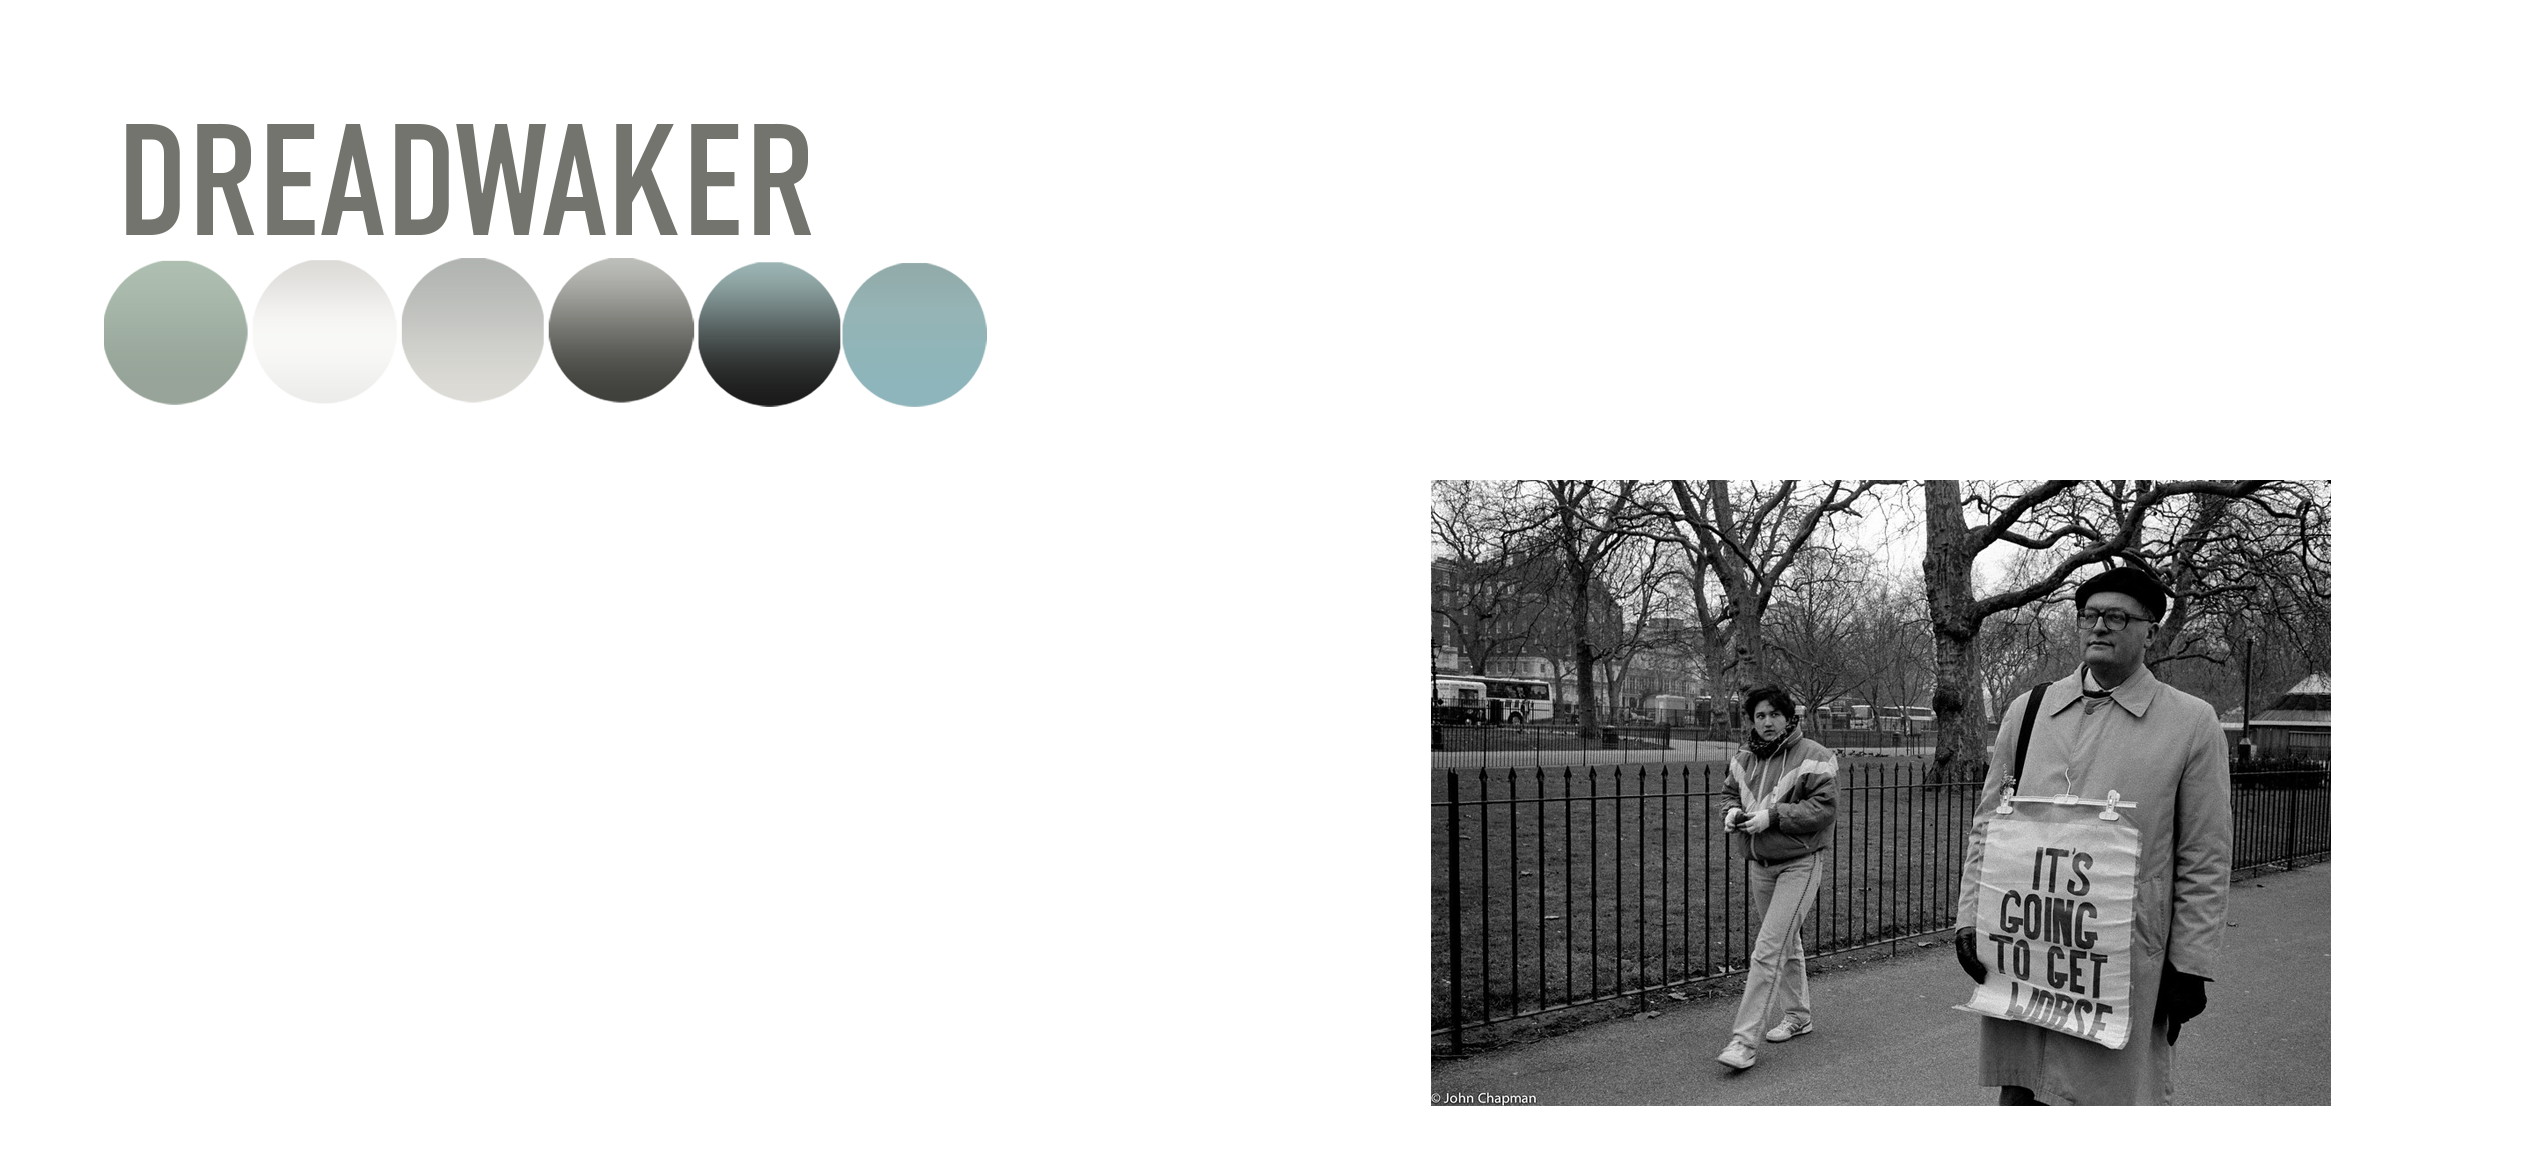 DREADWAKER
IT'S
GOING
TO GET
WORSE
© John Chapman